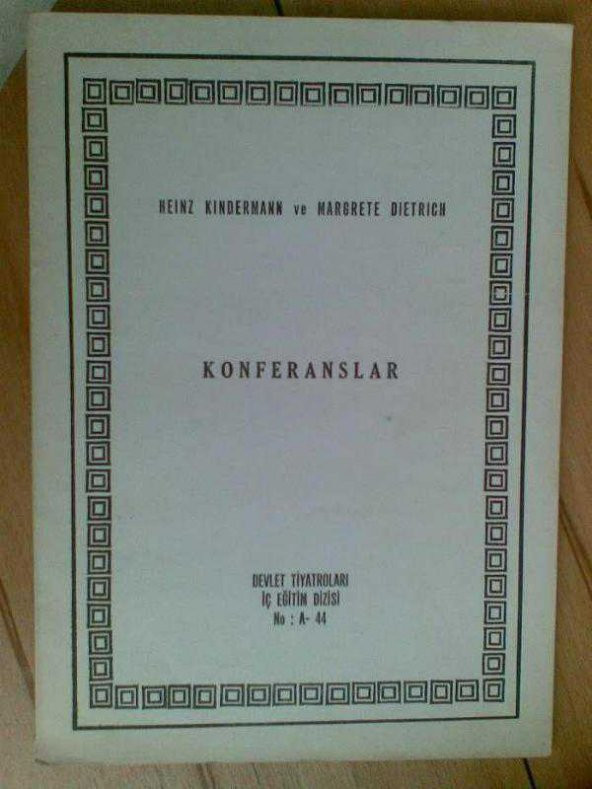 HEINZ KINDERMANN ve MARGRETE DIETRICH
KONFERANSLAR
DEVLET TİYATROLARI
İÇ EĞİTİM DİZİSİ
No : A- 44